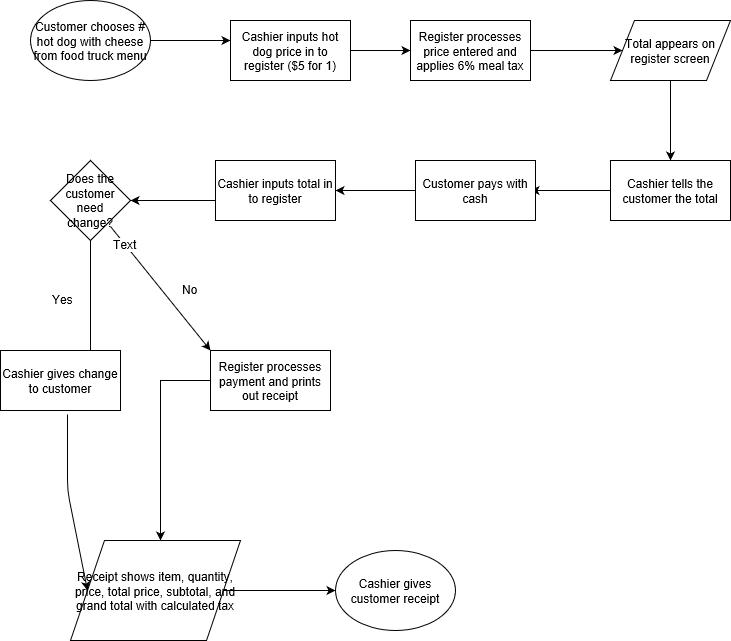 Customer chooses #
hot dog with cheese
from food truck menu
Cashier inputs hot
dog price in to
register ($5 for 1)
Register processes
price entered and
applies 6% meal tax
Total appears on
register screen
Does the
customer
need
change?
Cashier inputs total in
to register
Customer pays with
cash
Cashier tells the
customer the total
Text
Yes
No
Cashier gives change
to customer
Register processes
payment and prints
out receipt
Receipt shows item, quantity,
price, total price, subtotal, and
grand total with calculated tax
Cashier gives
customer receipt